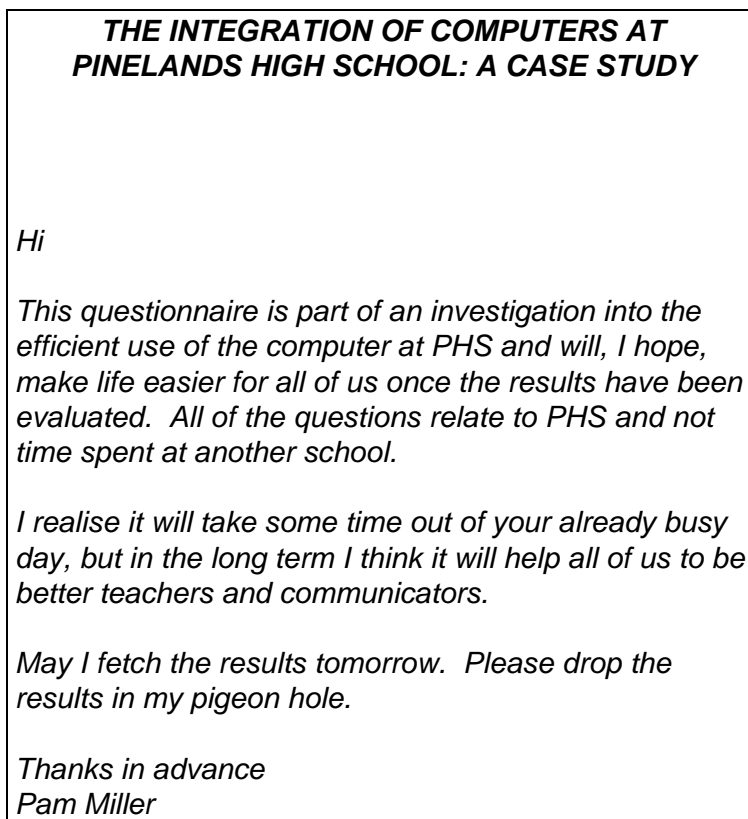 THE INTEGRATION OF COMPUTERS AT
PINELANDS HIGH SCHOOL: A CASE STUDY
Hi
This questionnaire is part of an investigation into the
efficient use of the computer at PHS and will, I hope,
make life easier for all of us once the results have been
evaluated.  All of the questions relate to PHS and not
time spent at another school.
I realise it will take some time out of your already busy
day, but in the long term I think it will help all of us to be
better teachers and communicators.
May I fetch the results tomorrow.  Please drop the
results in my pigeon hole.
Thanks in advance
Pam Miller